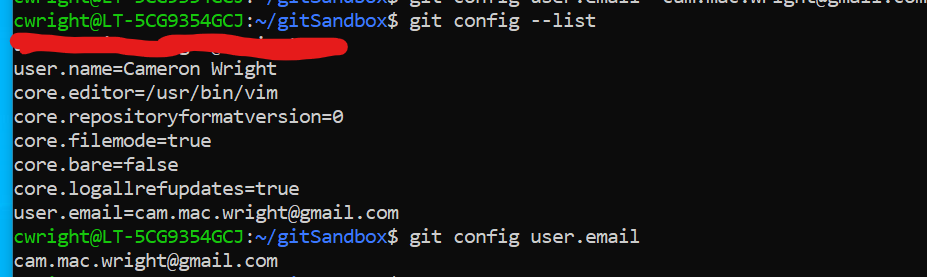 git config user.email cam.mac.wright@gmail.com
cwright@LT-5CG9354GCJ:~/gitSandbox$ git config --list
user.name=Cameron Wright
core.editor=/usr/bin/vim
core.repositoryformatversion=0
core.filemode=true
core.bare=false
core.logallrefupdates=true
user.email=cam.mac.wright@gmail.com
cwright@LT-5CG9354GCJ:~/gitSandbox$ git config user.email
cam.mac.wright@gmail.com